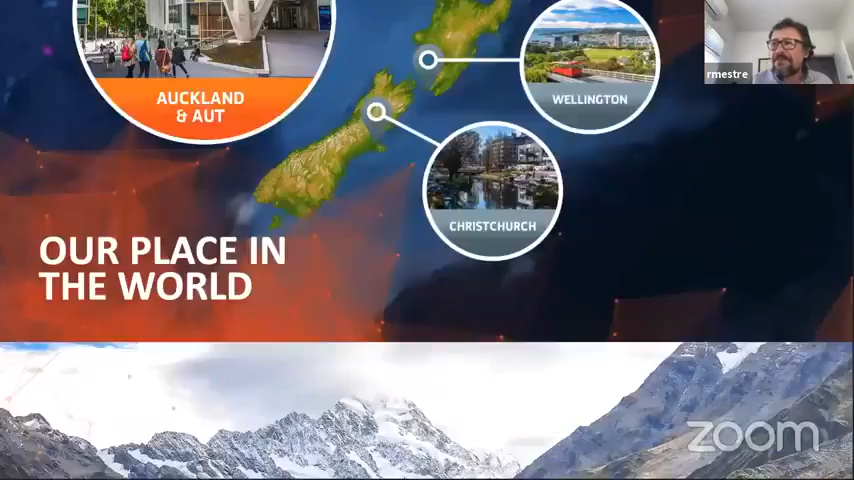 AUCKLAND
& AUT
WELLINGTON
rmestre
CHRISTCHURCH
OUR PLACE IN
THE WORLD
zoom